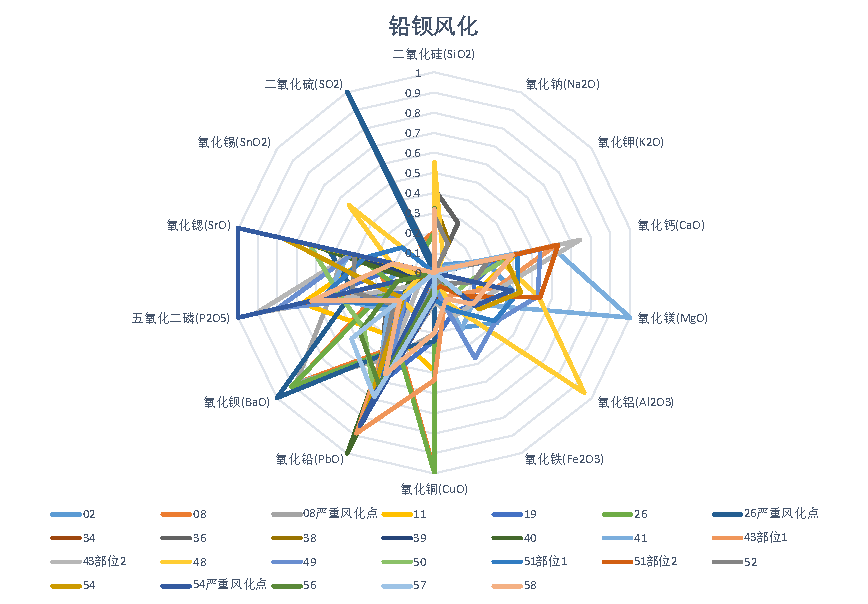 铅钡风化
二氧化硅(SiO2)
二氧化硫(SO2)
氧化钠(Na2O)
氧化锡(SnO2)
氧化钾(K2O)
氧化锶(SrO)
氧化钙(CaO)
五氧化二磷(P2O5)
氧化镁(MgO)
氧化钡(BaO)
氧化铝(Al2O3)
氧化铅(PbO)
氧化铁(Fe2O3)
氧化铜(CuO)
1
0.9
0.8
0.7
0.6
0.5
0.4
0.3
0.2
0.1
02 08 08严重风化点 11 19 26 26严重风化点
34 36 38 39 40 41 43部位1
43部位2 48 49 50 51部位1 51部位2 52
54 54严重风化点 56 57 58